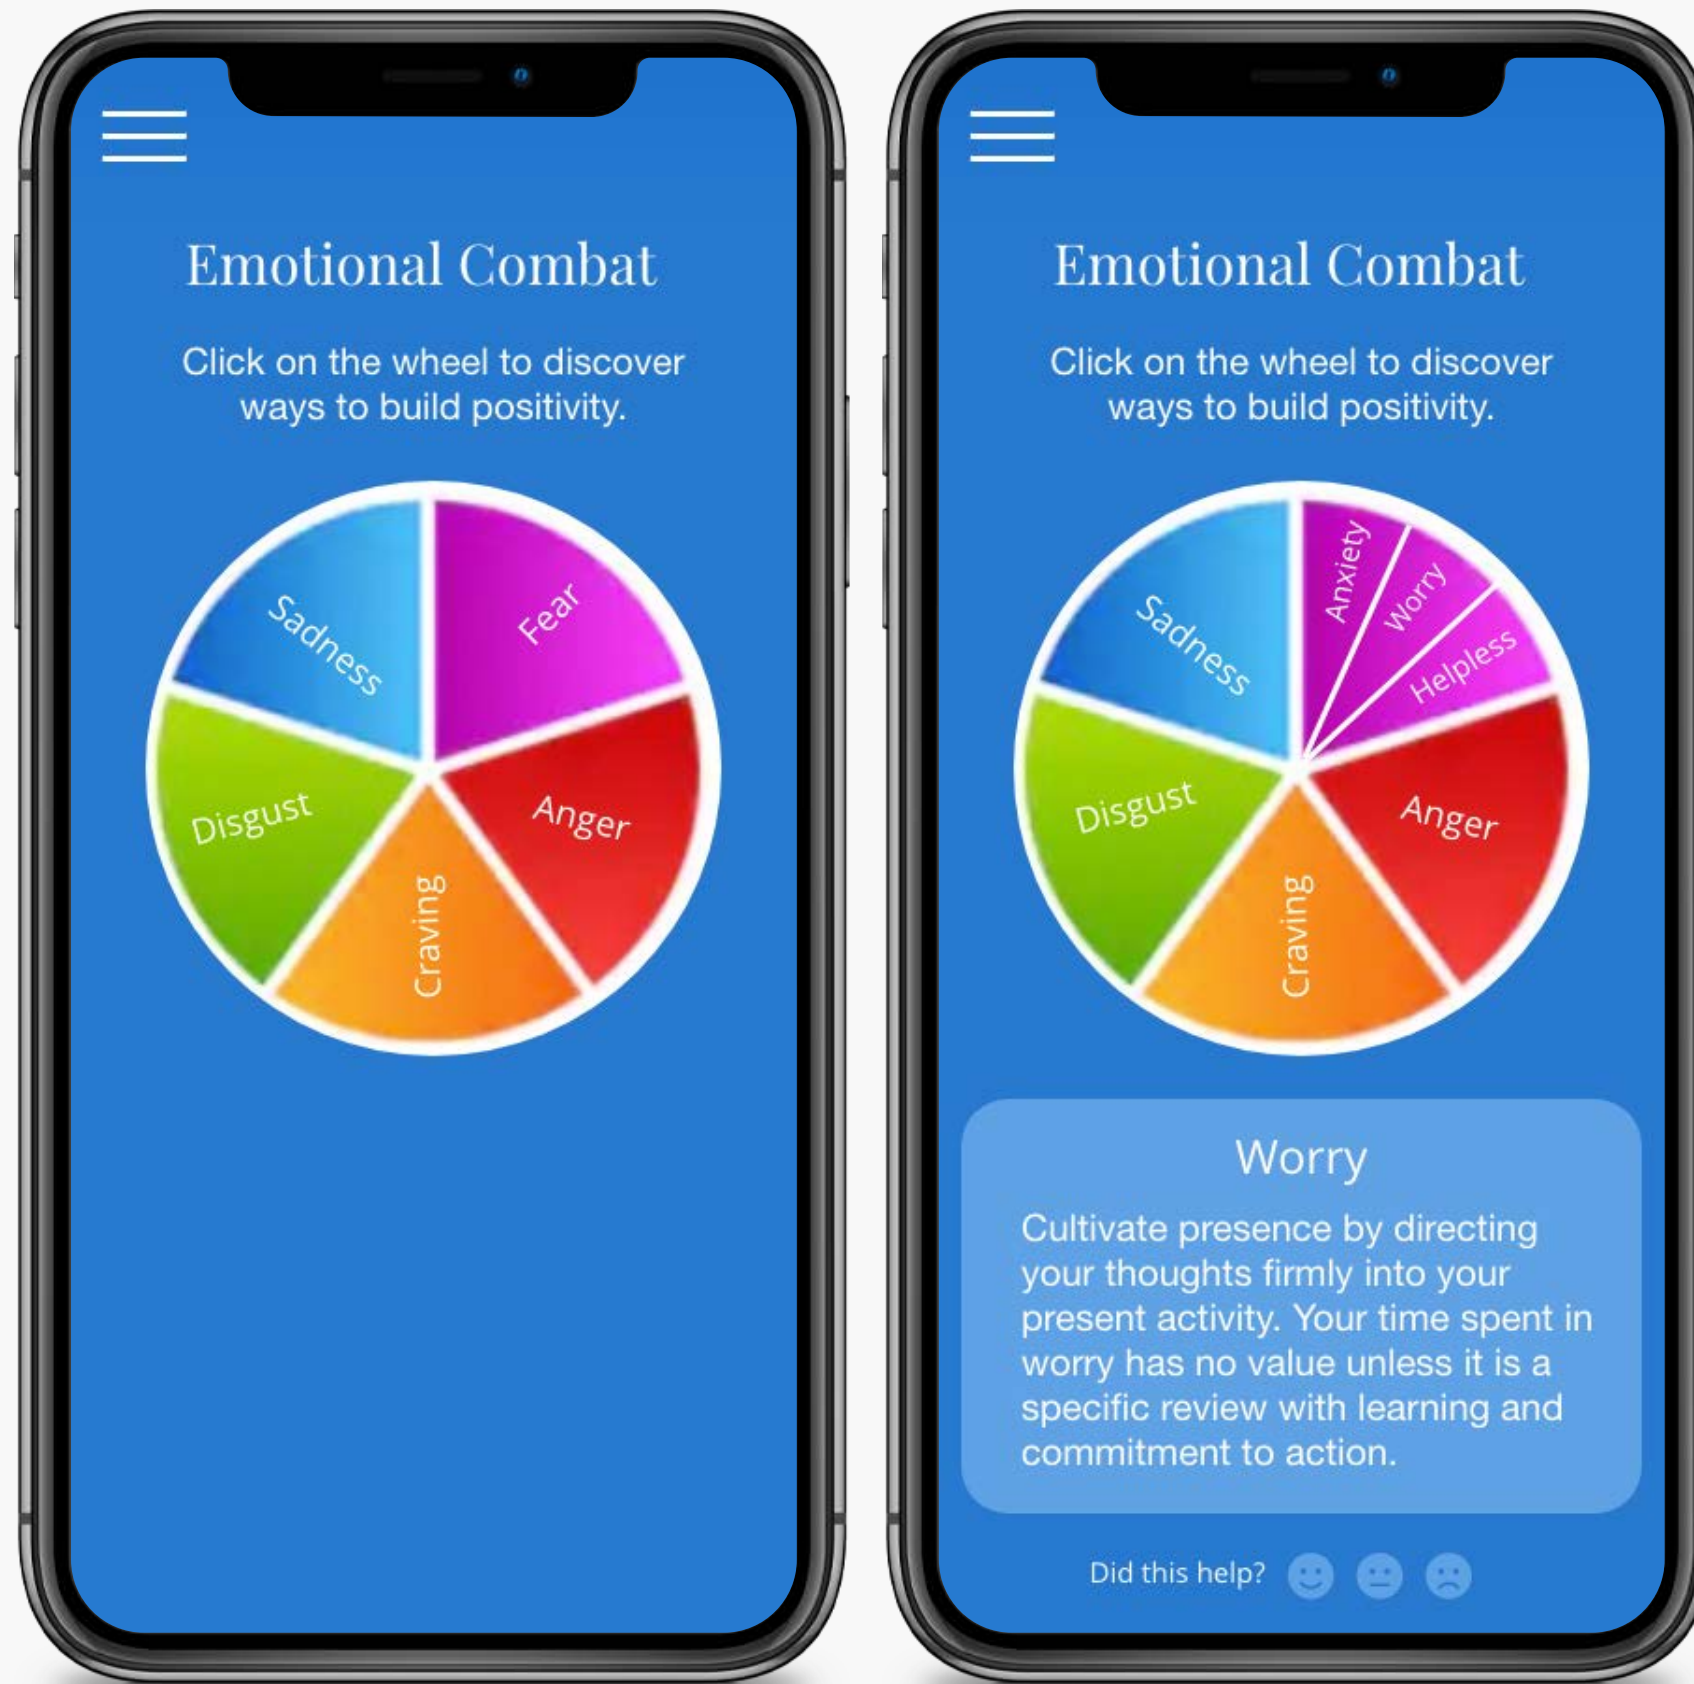 Emotional Combat
Click on the wheel to discover
ways to build positivity.
Sadness
Fear
Disgust
Anger
Craving
Emotional Combat
Click on the wheel to discover
ways to build positivity.
Sadness
Anxiety
Worry
Helpless
Disgust
Anger
Craving
Worry
Cultivate presence by directing
your thoughts firmly into your
present activity. Your time spent in
worry has no value unless it is a
specific review with learning and
commitment to action.
Did this help?